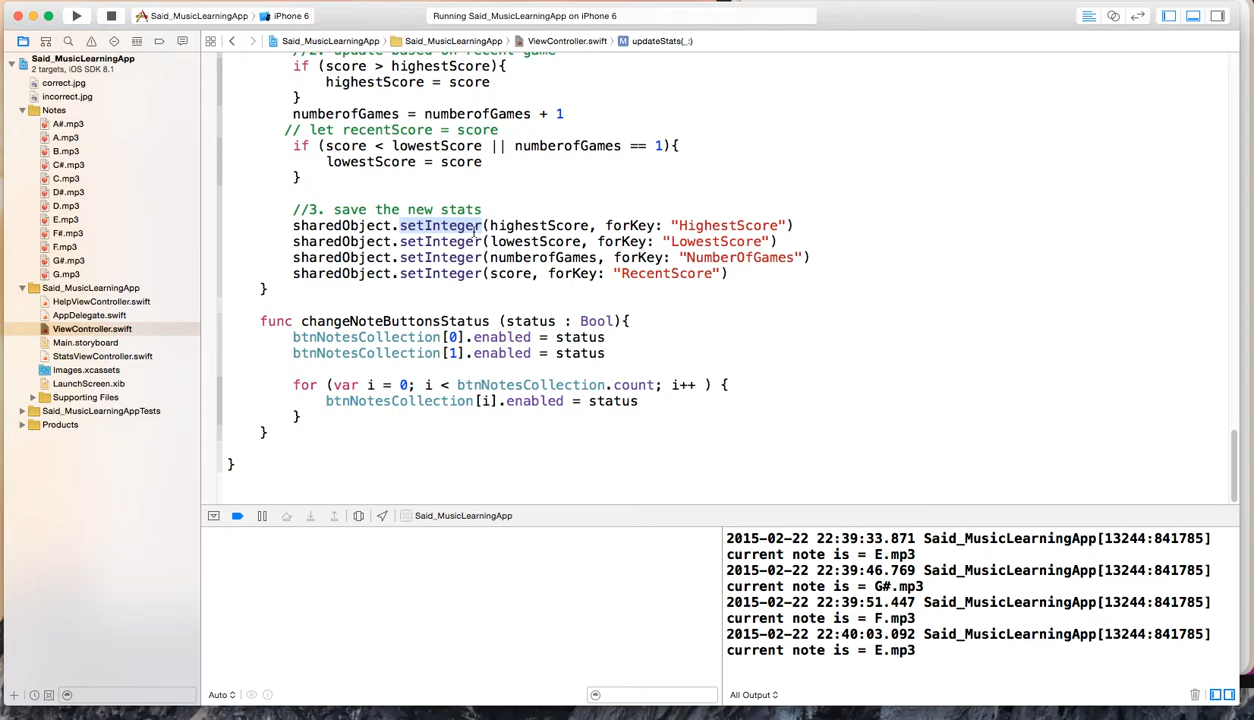 Said_MusicLearningApp
iPhone 6
Running Said_MusicLearningApp on iPhone 6
Said_MusicLearningApp
Said_MusicLearningApp
ViewController.swift
M
updateStats(_:)
Said_MusicLearningApp
2 targets, iOS SDK 8.1
correct.jpg
incorrect.jpg
Notes
A#.mp3
A.mp3
B.mp3
C#.mp3
C.mp3
D#.mp3
D.mp3
E.mp3
F#.mp3
F.mp3
G#.mp3
G.mp3
Said_MusicLearningApp
HelpViewController.swift
AppDelegate.swift
ViewController.swift
Main.storyboard
StatsViewController.swift
Images.xcassets
LaunchScreen.xib
Supporting Files
Said_MusicLearningAppTests
Products
//2. update based on recent game
if (score > highestScore){
highestScore = score
}
numberofGames = numberofGames + 1
// let recentScore = score
if (score < lowestScore || numberofGames == 1){
lowestScore = score
}
//3. save the new stats
sharedObject.setInteger(highestScore, forKey: "HighestScore")
sharedObject.setInteger(lowestScore, forKey: "LowestScore")
sharedObject.setInteger(numberofGames, forKey: "NumberOfGames")
sharedObject.setInteger(score, forKey: "RecentScore")
}
func changeNoteButtonsStatus (status : Bool){
btnNotesCollection[0].enabled = status
btnNotesCollection[1].enabled = status
for (var i = 0; i < btnNotesCollection.count; i++ ) {
btnNotesCollection[i].enabled = status
}
}
}
Said_MusicLearningApp
2015-02-22 22:39:33.871 Said_MusicLearningApp[13244:841785]
current note is = E.mp3
2015-02-22 22:39:46.769 Said_MusicLearningApp[13244:841785]
current note is = G#.mp3
2015-02-22 22:39:51.447 Said_MusicLearningApp[13244:841785]
current note is = F.mp3
2015-02-22 22:40:03.092 Said_MusicLearningApp[13244:841785]
current note is = E.mp3
Auto
All Output